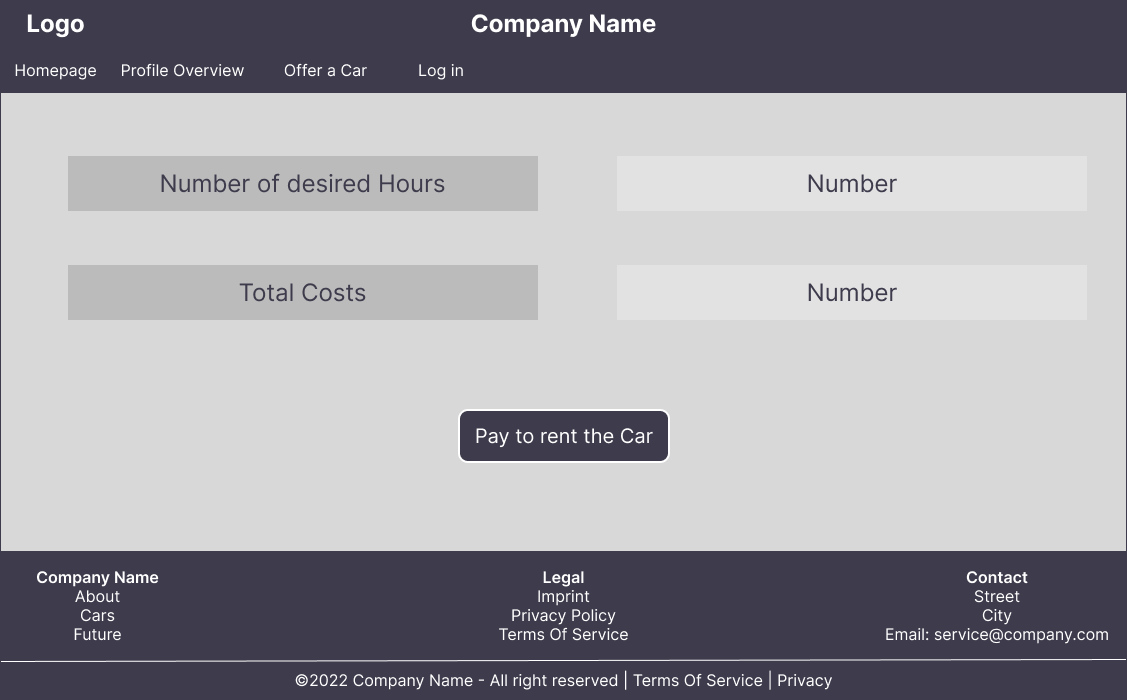 Logo
Company Name
Homepage Profile Overview Offer a Car Log in
Number of desired Hours
Number
Total Costs
Number
Pay to rent the Car
Company Name
About
Cars
Future
Legal
Imprint
Privacy Policy
Terms Of Service
Contact
Street
City
Email: service@company.com
©2022 Company Name - All right reserved | Terms Of Service | Privacy